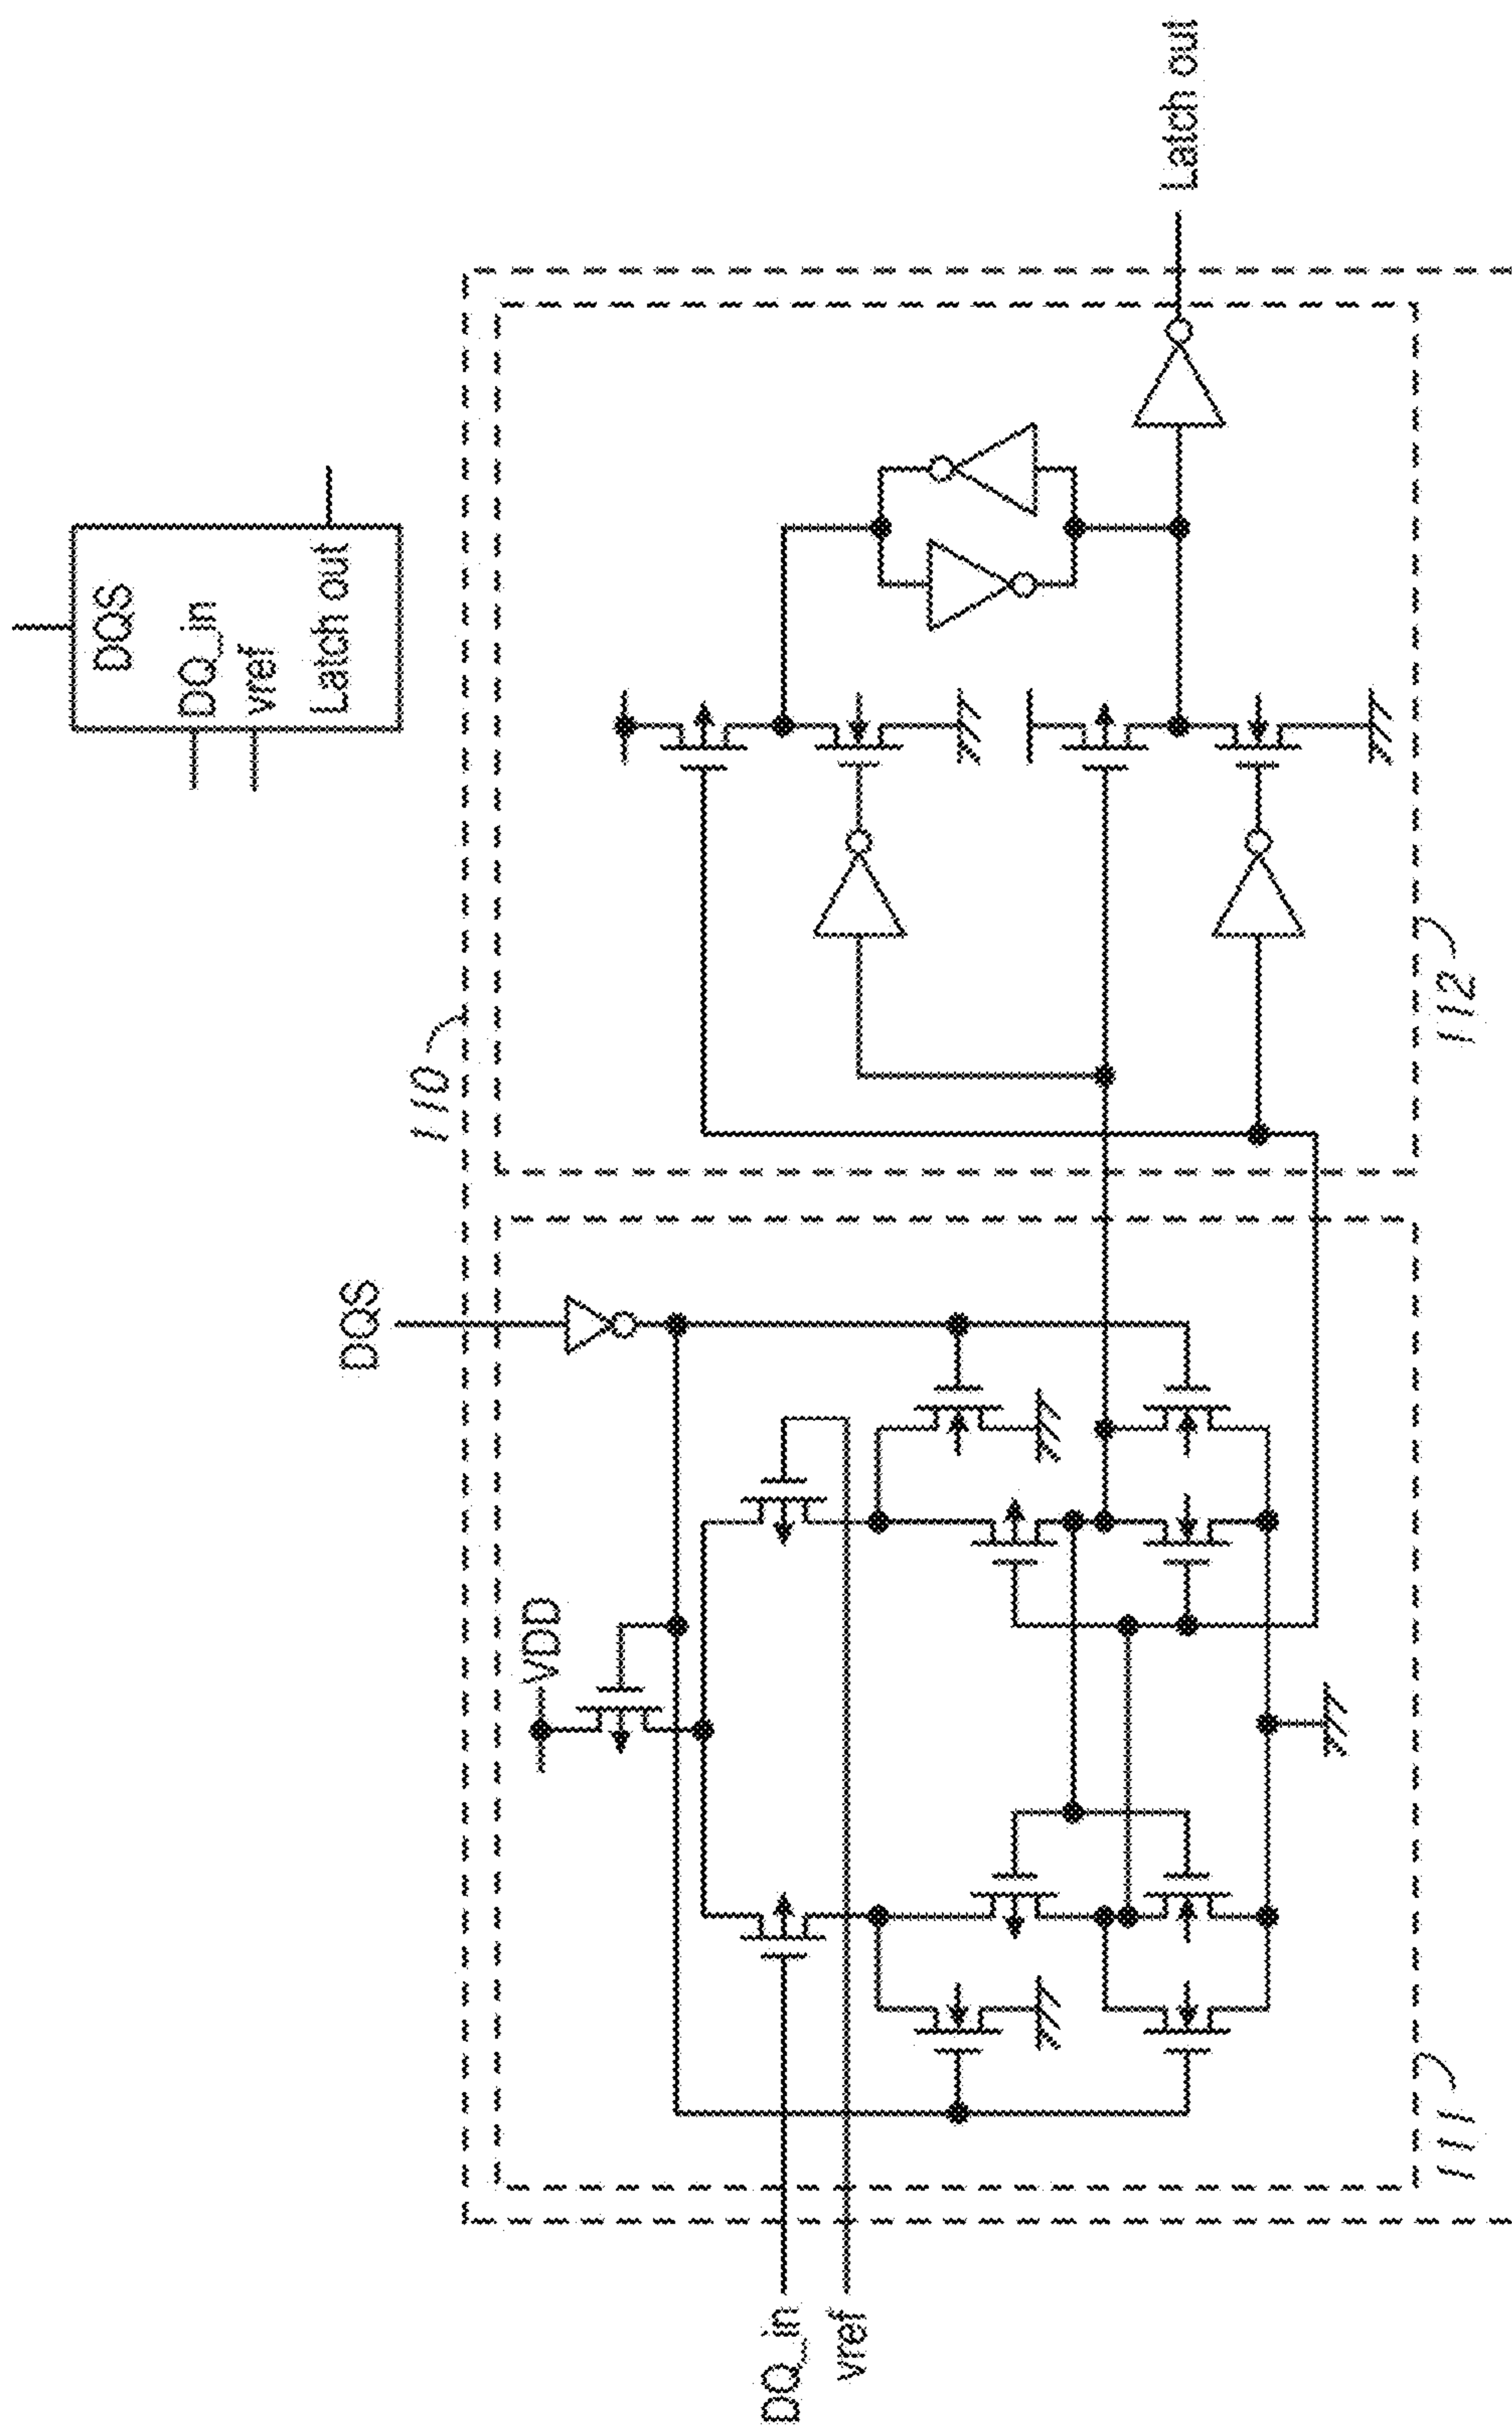 DQS
DQ_in
vref
Latch out
110
DQS
VDD
DQ_in
vref
Latch out
111
112